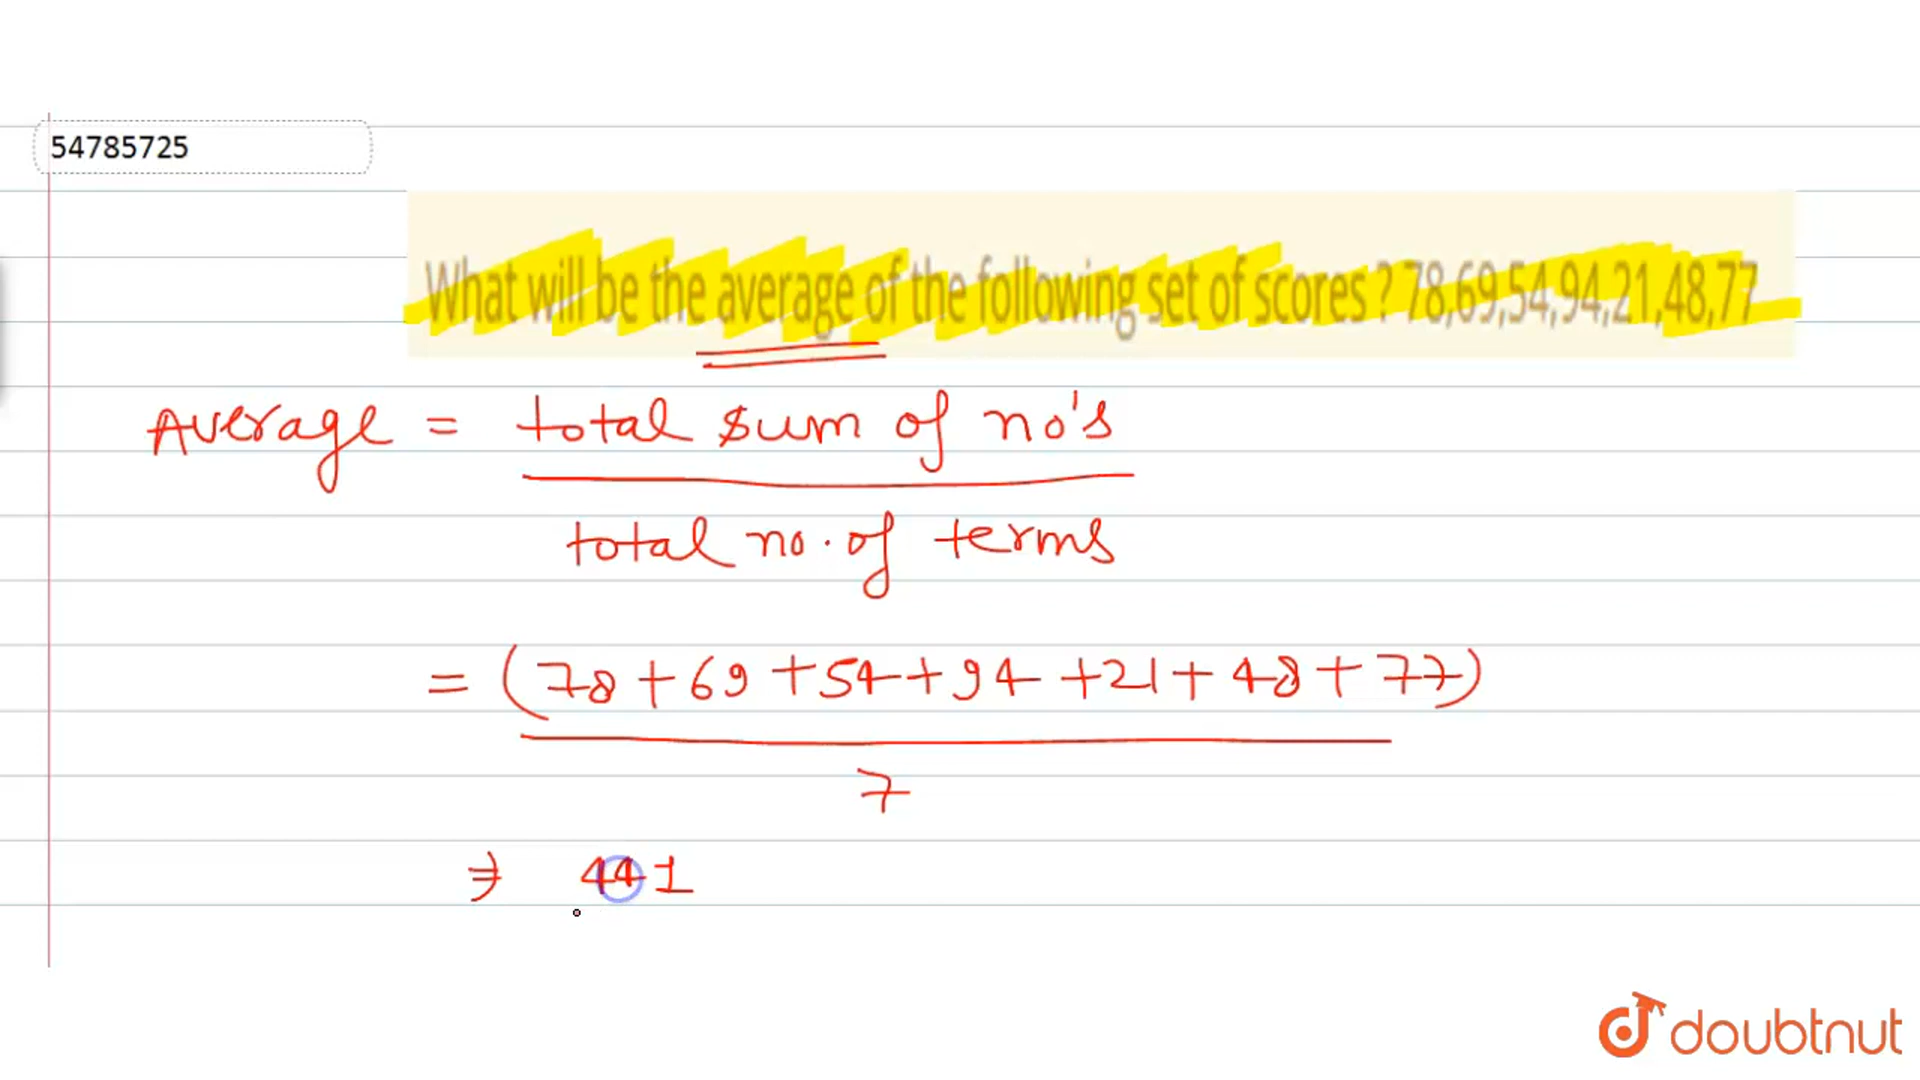 54785725
What will be the average of the following set of scores ? 78,69,54,94,21,48,77
Average = total sum of no's
total no. of terms
= (78+69+54+94+21+48+77)
7
⇒ 441
doubtnut